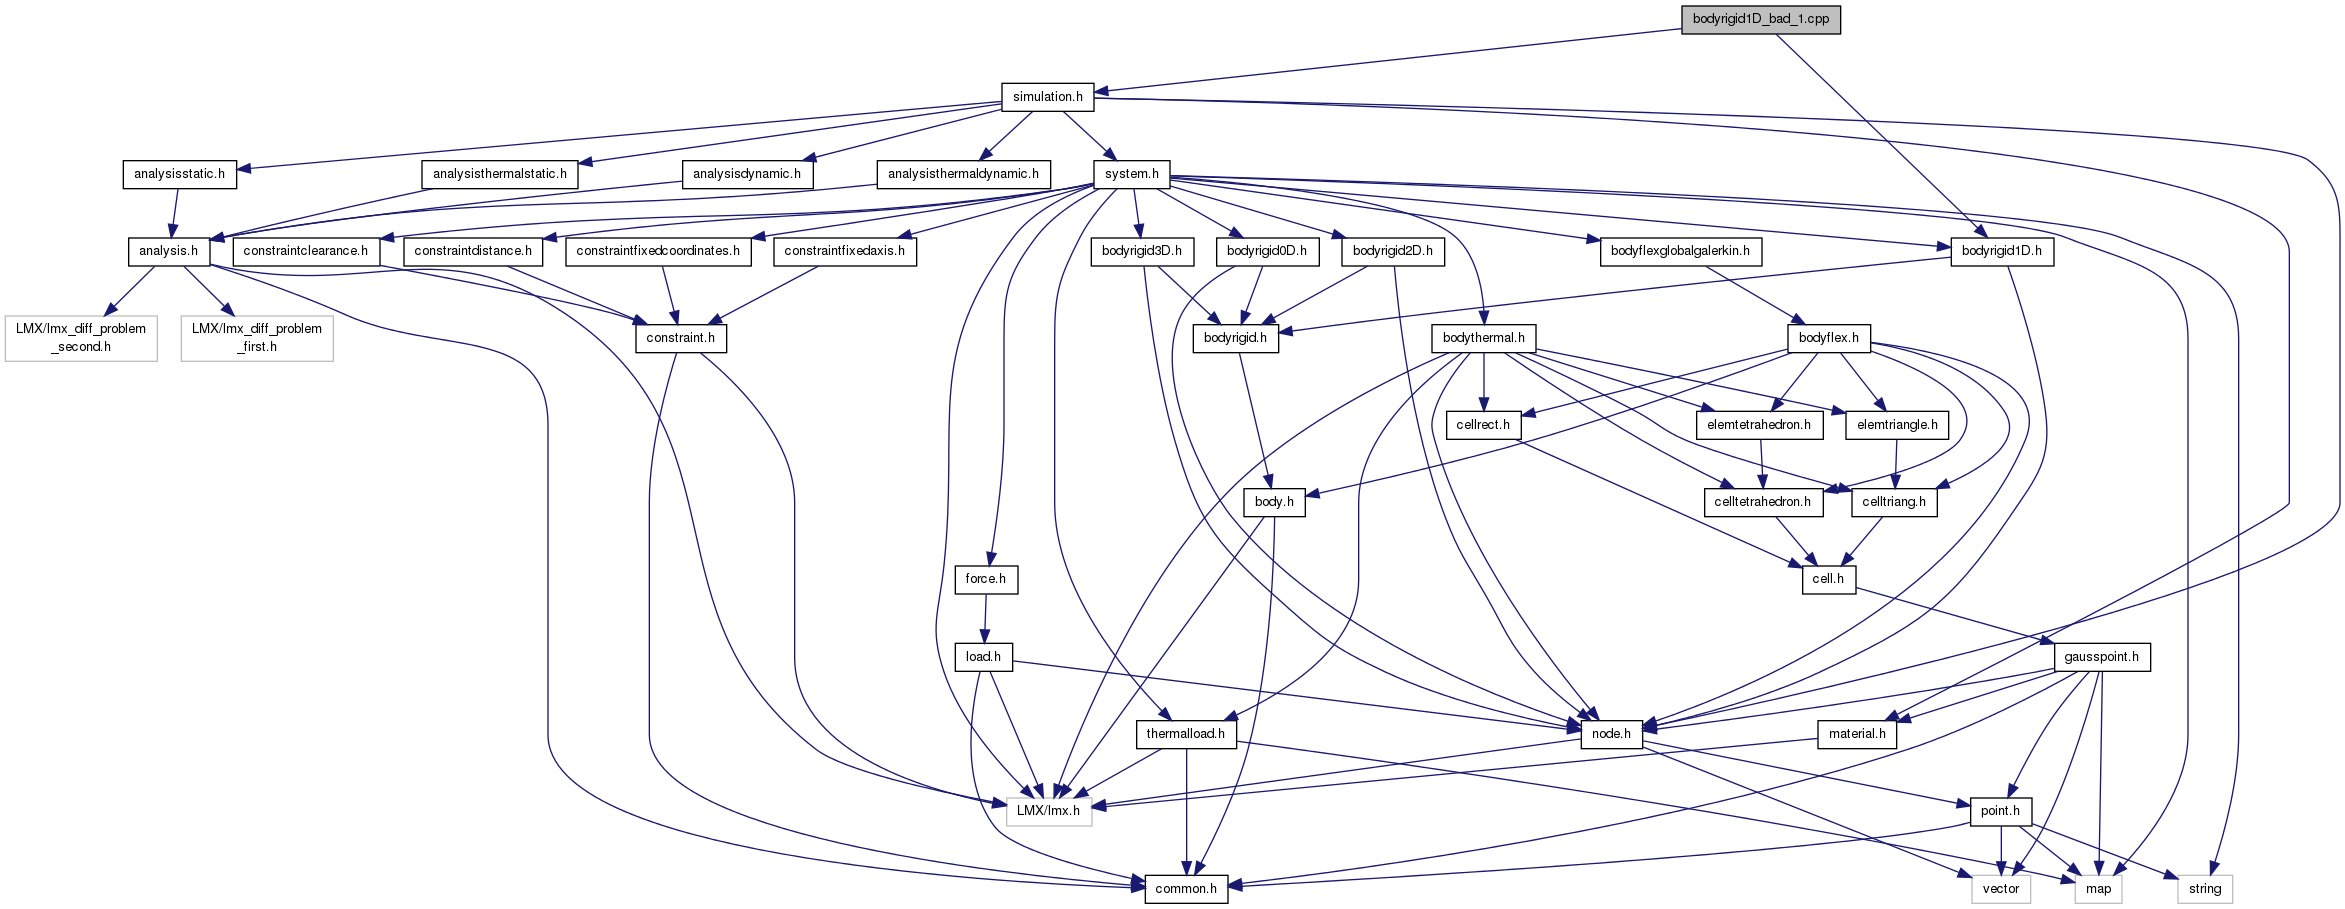 bodyrigid1D_bad_1.cpp
simulation.h
analysisstatic.h
analysisthermalstatic.h
analysisdynamic.h
analysisthermaldynamic.h
system.h
analysis.h
constraintclearance.h
constraintdistance.h
constraintfixedcoordinates.h
constraintfixedaxis.h
bodyrigid3D.h
bodyrigid0D.h
bodyrigid2D.h
bodyflexglobalgalerkin.h
bodyrigid1D.h
LMX/lmx_diff_problem
_second.h
LMX/lmx_diff_problem
_first.h
constraint.h
bodyrigid.h
bodythermal.h
bodyflex.h
cellrect.h
elemtetrahedron.h
elemtriangle.h
body.h
celltetrahedron.h
celltriang.h
force.h
cell.h
load.h
gausspoint.h
thermalload.h
node.h
material.h
LMX/lmx.h
point.h
common.h
vector
map
string